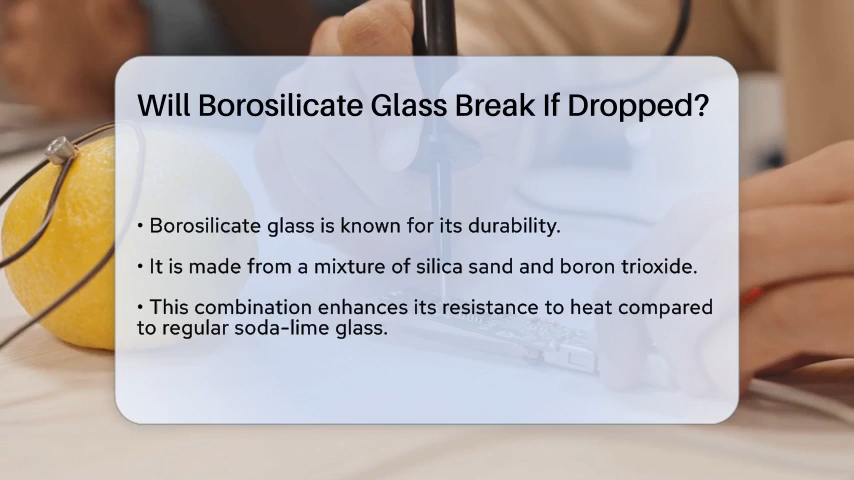 Will Borosilicate Glass Break If Dropped?
• Borosilicate glass is known for its durability.
• It is made from a mixture of silica sand and boron trioxide.
• This combination enhances its resistance to heat compared
to regular soda-lime glass.